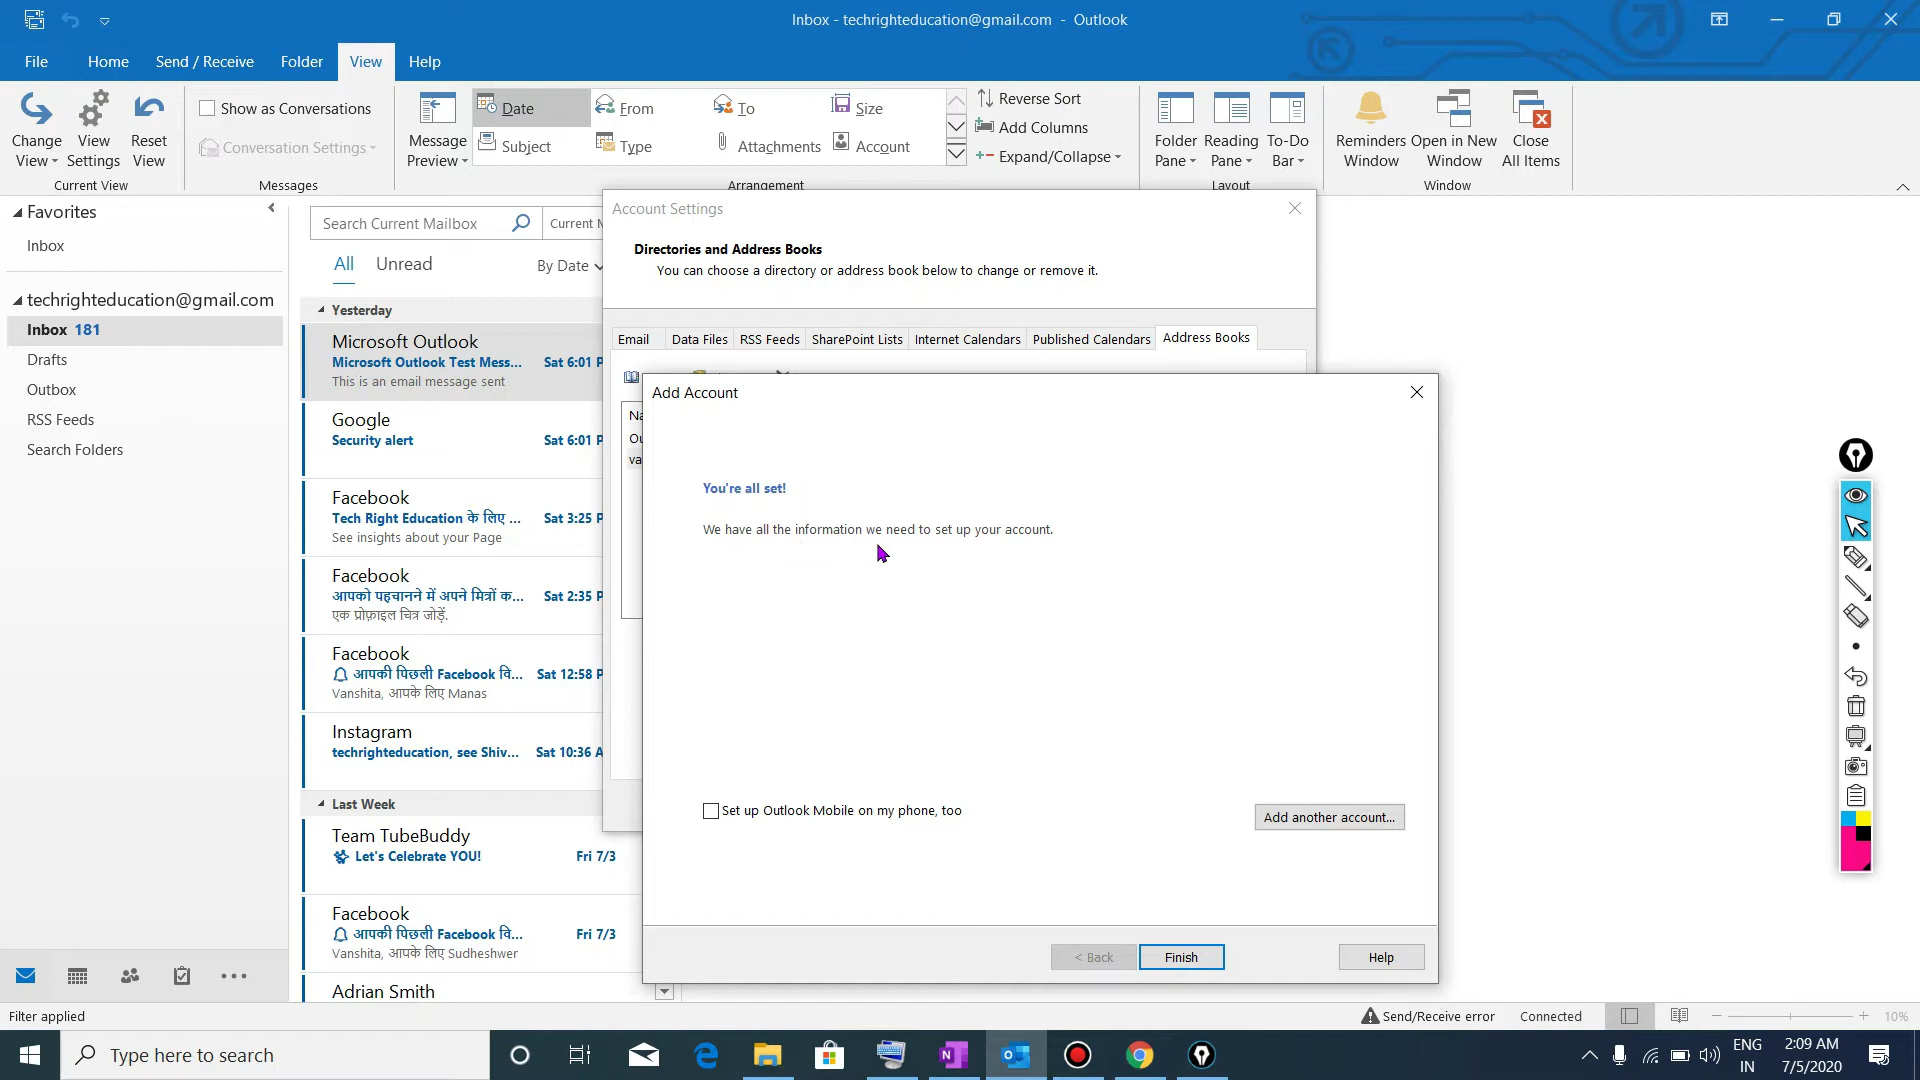 Inbox - techrighteducation@gmail.com - Outlook
File Home Send / Receive Folder View Help
Change View
View Settings
Reset View
Current View
Show as Conversations
Conversation Settings
Messages
Message Preview
Date From To Size
Subject Type Attachments Account
Arrangement
Reverse Sort
Add Columns
Expand/Collapse
Folder Pane
Reading Pane
To-Do Bar
Layout
Reminders Window
Open in New Window
Close All Items
Window
Favorites
Inbox
techrighteducation@gmail.com
Inbox 181
Drafts
Outbox
RSS Feeds
Search Folders
Search Current Mailbox
Current
All Unread By Date
Yesterday
Microsoft Outlook
Microsoft Outlook Test Mess... Sat 6:01 P
This is an email message sent
Google
Security alert Sat 6:01 P
Facebook
Tech Right Education के लिए ... Sat 3:25 P
See insights about your Page
Facebook
आपको पहचानने में अपने मित्रों क... Sat 2:35 P
एक प्रोफ़ाइल चित्र जोड़ें.
Facebook
आपकी पिछली Facebook वि... Sat 12:58 P
Vanshita, आपके लिए Manas
Instagram
techrighteducation, see Shiv... Sat 10:36 A
Last Week
Team TubeBuddy
Let's Celebrate YOU! Fri 7/3
Facebook
आपकी पिछली Facebook वि... Fri 7/3
Vanshita, आपके लिए Sudheshwer
Adrian Smith
Account Settings
Directories and Address Books
You can choose a directory or address book below to change or remove it.
Email Data Files RSS Feeds SharePoint Lists Internet Calendars Published Calendars Address Books
Na
Ou
va
Add Account
You're all set!
We have all the information we need to set up your account.
Set up Outlook Mobile on my phone, too
Add another account...
< Back Finish Help
Filter applied
Send/Receive error Connected 10%
Type here to search
ENG
IN
2:09 AM
7/5/2020